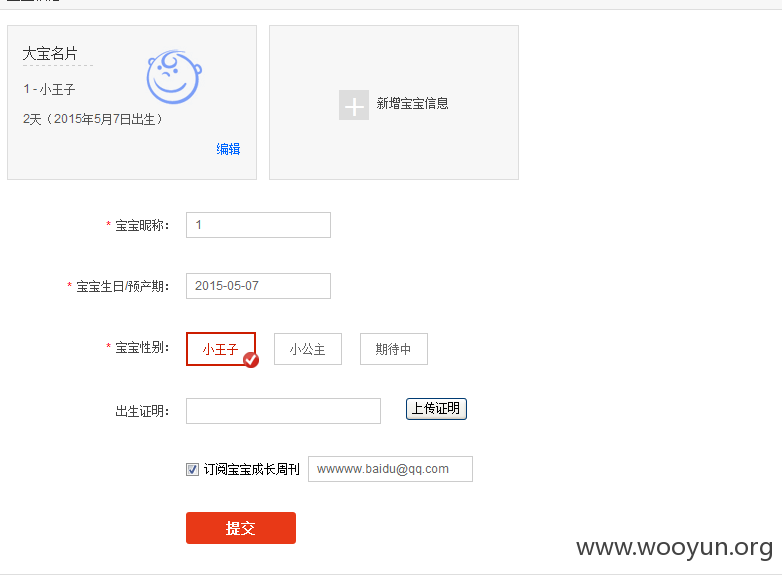 大宝名片
1 - 小王子
2天（2015年5月7日出生）
编辑
新增宝宝信息
* 宝宝昵称： 1
* 宝宝生日/预产期： 2015-05-07
* 宝宝性别： 小王子 小公主 期待中
出生证明： 上传证明
订阅宝宝成长周刊 wwwww.baidu@qq.com
提交
www.wooyun.org